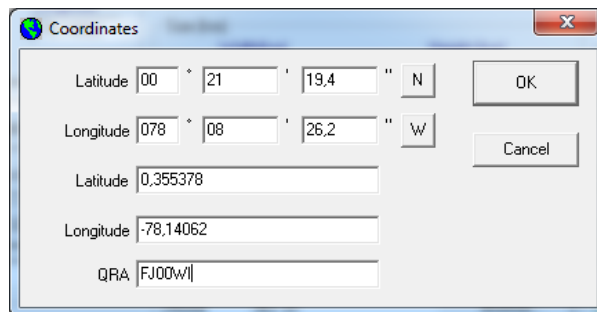 Coordinates
Latitude 00 ° 21 ' 19,4 " N OK
Longitude 078 ° 08 ' 26,2 " W Cancel
Latitude 0,355378
Longitude -78,14062
QRA FJ00WI